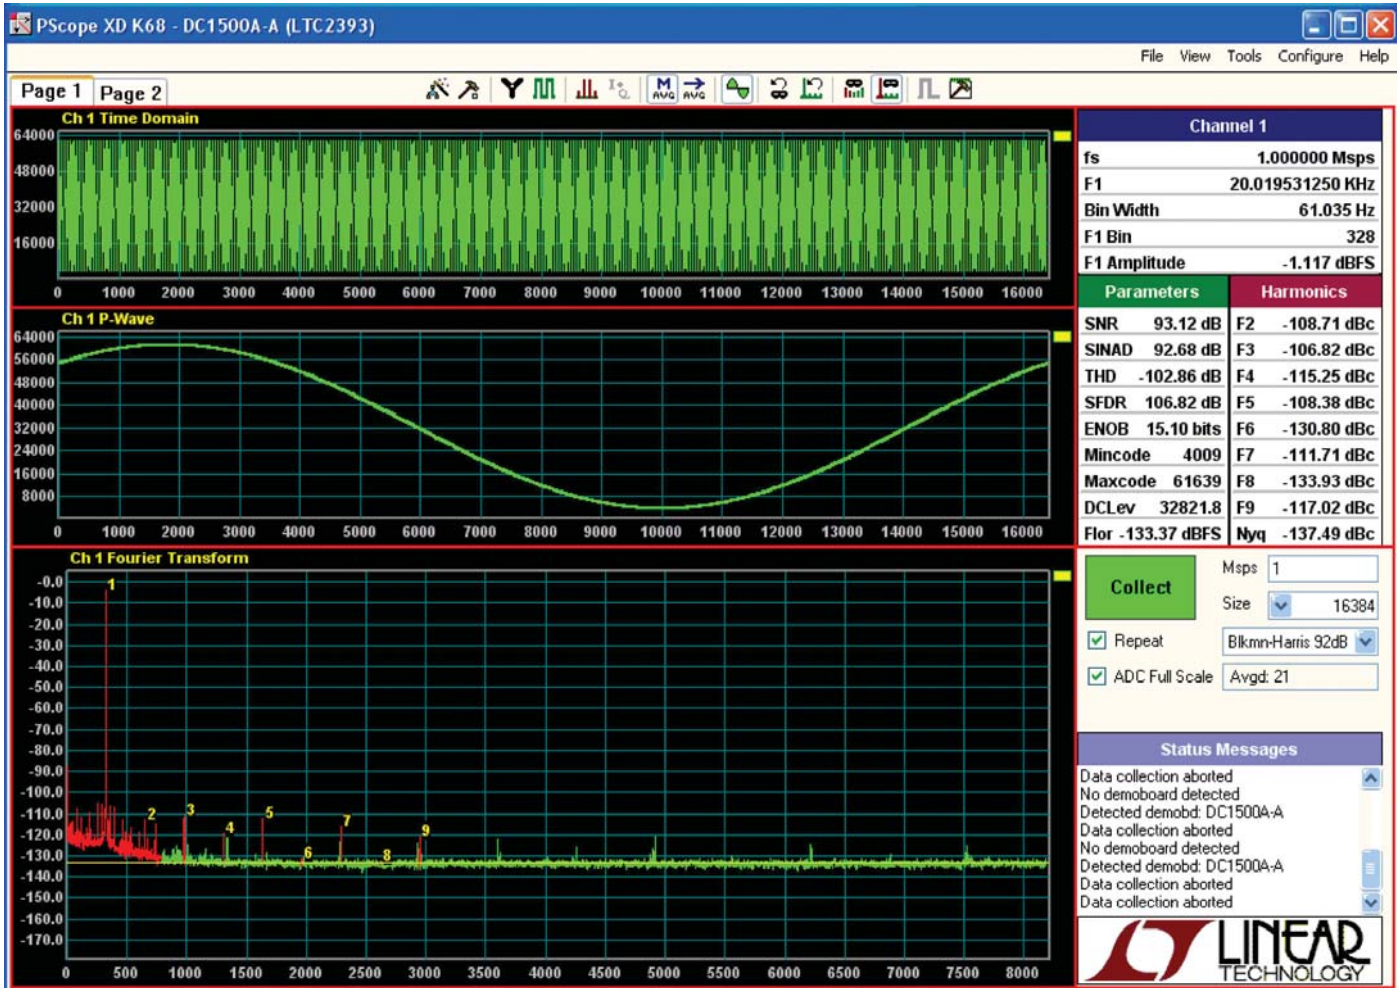 PScope XD K68 - DC1500A-A (LTC2393)
File View Tools Configure Help
Page 1 Page 2
M AVG AVG
Ch 1 Time Domain
64000
48000
32000
16000
0 1000 2000 3000 4000 5000 6000 7000 8000 9000 10000 11000 12000 13000 14000 15000 16000
Ch 1 P-Wave
64000
56000
48000
40000
32000
24000
16000
8000
0 1000 2000 3000 4000 5000 6000 7000 8000 9000 10000 11000 12000 13000 14000 15000 16000
Ch 1 Fourier Transform
-0.0
-10.0
-20.0
-30.0
-40.0
-50.0
-60.0
-70.0
-80.0
-90.0
-100.0
-110.0
-120.0
-130.0
-140.0
-150.0
-160.0
-170.0
1
2 3 4 5 6 7 8 9
0 500 1000 1500 2000 2500 3000 3500 4000 4500 5000 5500 6000 6500 7000 7500 8000
Channel 1
fs 1.000000 Msps
F1 20.019531250 KHz
Bin Width 61.035 Hz
F1 Bin 328
F1 Amplitude -1.117 dBFS
Parameters Harmonics
SNR 93.12 dB F2 -108.71 dBc
SINAD 92.68 dB F3 -106.82 dBc
THD -102.86 dB F4 -115.25 dBc
SFDR 106.82 dB F5 -108.38 dBc
ENOB 15.10 bits F6 -130.80 dBc
Mincode 4009 F7 -111.71 dBc
Maxcode 61639 F8 -133.93 dBc
DCLev 32821.8 F9 -117.02 dBc
Flor -133.37 dBFS Nyq -137.49 dBc
Collect
Msps 1
Size 16384
Repeat Blkmn-Harris 92dB
ADC Full Scale Avgd: 21
Status Messages
Data collection aborted
No demoboard detected
Detected demobd: DC1500A-A
Data collection aborted
No demoboard detected
Detected demobd: DC1500A-A
Data collection aborted
Data collection aborted
LINEAR
TECHNOLOGY